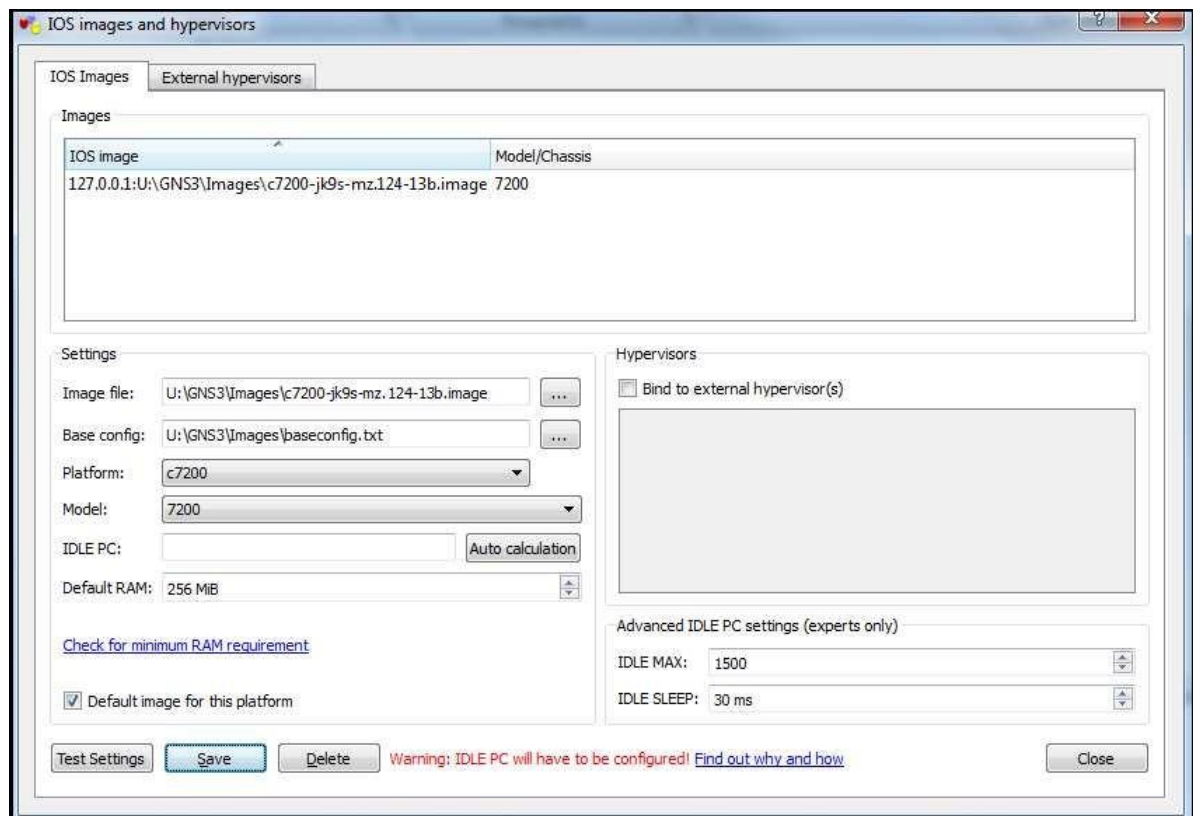 IOS images and hypervisors
IOS Images
External hypervisors
Images
IOS image
Model/Chassis
127.0.0.1:U:\GNS3\Images\c7200-jk9s-mz.124-13b.image 7200
Settings
Image file: U:\GNS3\Images\c7200-jk9s-mz.124-13b.image ...
Base config: U:\GNS3\Images\baseconfig.txt ...
Platform: c7200
Model: 7200
IDLE PC: Auto calculation
Default RAM: 256 MiB
Check for minimum RAM requirement
Default image for this platform
Hypervisors
Bind to external hypervisor(s)
Advanced IDLE PC settings (experts only)
IDLE MAX: 1500
IDLE SLEEP: 30 ms
Test Settings Save Delete Warning: IDLE PC will have to be configured! Find out why and how Close